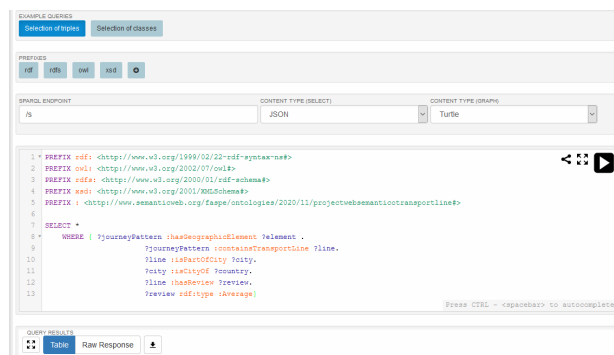 EXAMPLE QUERIES
Selection of triples Selection of classes
PREFIXES
rdf rdfs owl xsd
SPARQL ENDPOINT CONTENT TYPE (SELECT) CONTENT TYPE (GRAPH)
/s JSON Turtle
1 PREFIX rdf: <http://www.w3.org/1999/02/22-rdf-syntax-ns#>
2 PREFIX owl: <http://www.w3.org/2002/07/owl#>
3 PREFIX rdfs: <http://www.w3.org/2000/01/rdf-schema#>
4 PREFIX xsd: <http://www.w3.org/2001/XMLSchema#>
5 PREFIX : <http://www.semanticweb.org/faspe/ontologies/2020/11/projectwebsemanticotransportline#>
6
7 SELECT *
8 WHERE { ?journeyPattern :hasGeographicElement ?element .
9 ?journeyPattern :containsTransportLine ?line.
10 ?line :isPartOfCity ?city.
11 ?city :isCityOf ?country.
12 ?line :hasReview ?review.
13 ?review rdf:type :Average}
Press CTRL - <spacebar> to autocomplete
QUERY RESULTS
Table Raw Response